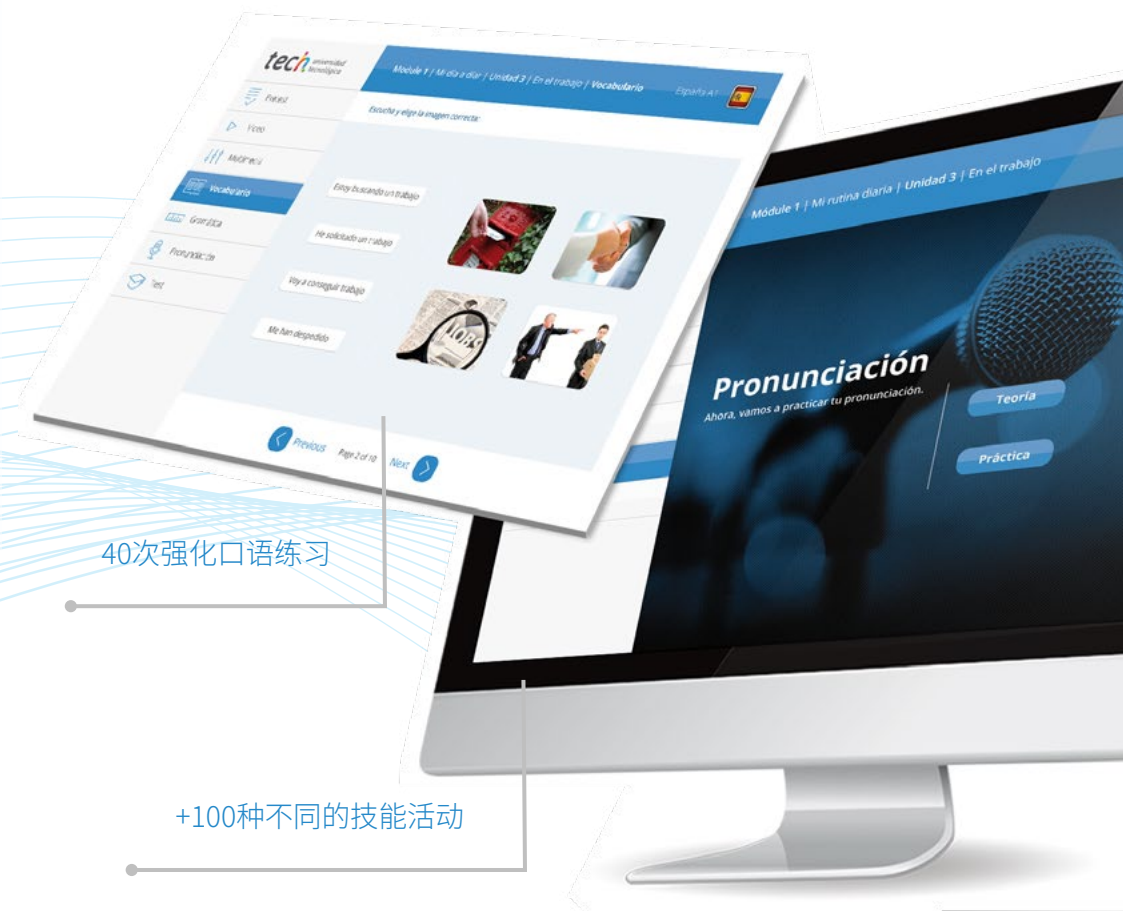 tech universidad
tecnológica
Module 1 | Mi día a diar | Unidad 3 | En el trabajo | Vocabulario
España A1
Escucha y elige la imagen correcta:
Pretest
Vídeo
Multimedia
Vocabulario
Gramática
Pronunciación
Test
Estoy buscando un trabajo
He solicitado un trabajo
Voy a conseguir trabajo
Me han despedido
JOBS
Previous
Page 2 of 10
Next
Módule 1 | Mi rutina diaria | Unidad 3 | En el trabajo
Pronunciación
Ahora, vamos a practicar tu pronunciación.
Teoría
Práctica
40次强化口语练习
+100种不同的技能活动